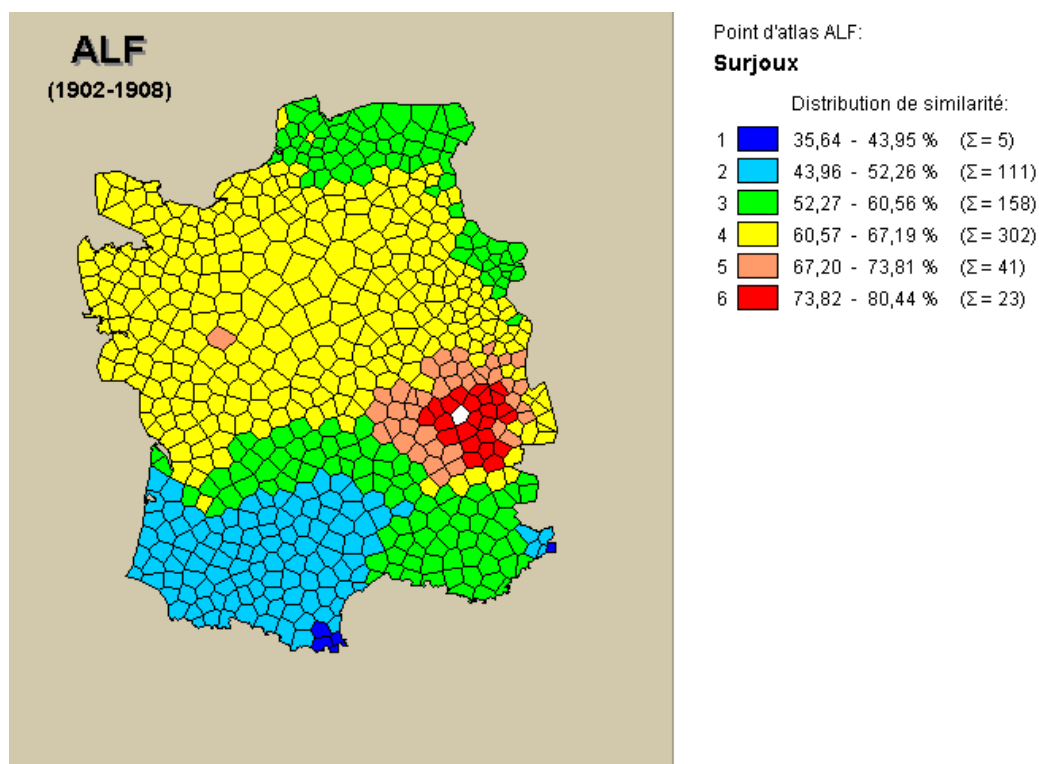 ALF
(1902-1908)
Point d'atlas ALF:
Surjoux
Distribution de similarité:
1 35,64 - 43,95 % (Σ = 5)
2 43,96 - 52,26 % (Σ = 111)
3 52,27 - 60,56 % (Σ = 158)
4 60,57 - 67,19 % (Σ = 302)
5 67,20 - 73,81 % (Σ = 41)
6 73,82 - 80,44 % (Σ = 23)